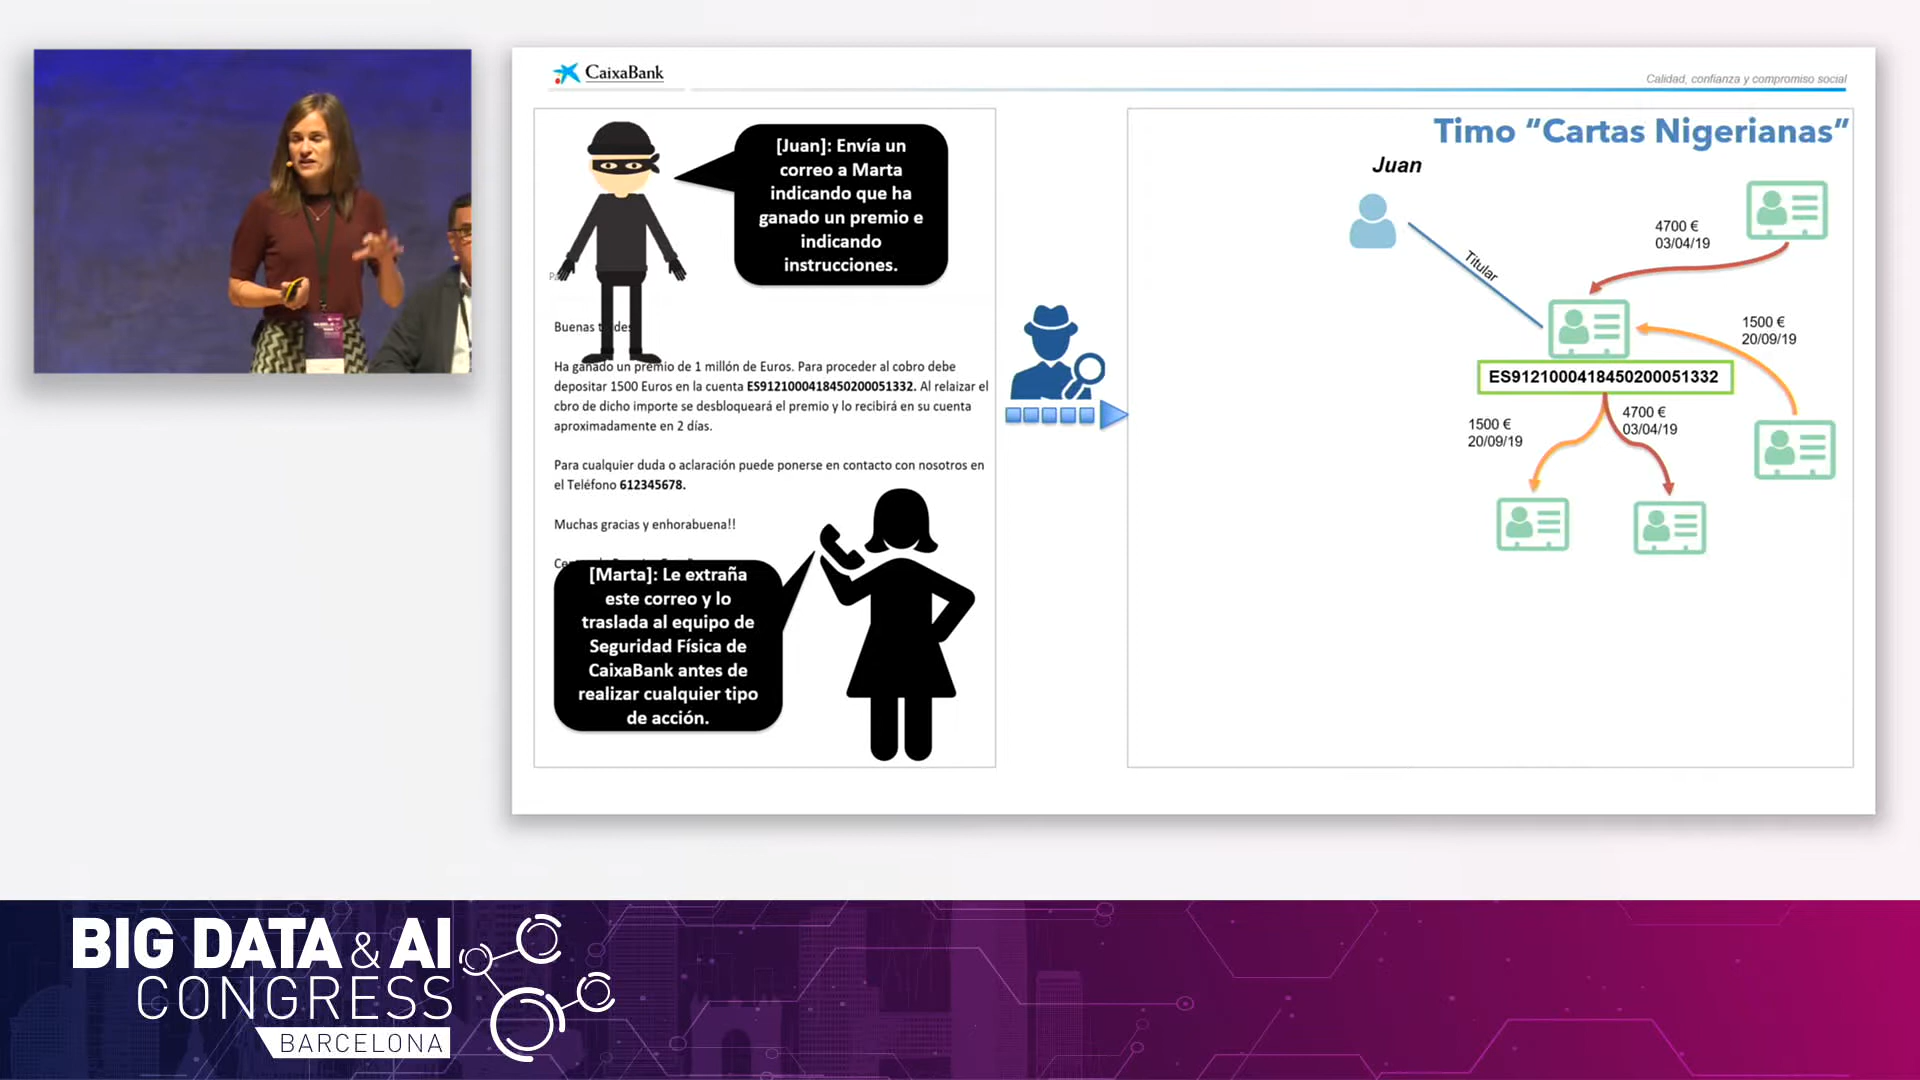 CaixaBank
Calidad, confianza y compromiso social
[Juan]: Envía un
correo a Marta
indicando que ha
ganado un premio e
indicando
instrucciones.
Buenas t des
Ha ganado un premio de 1 millón de Euros. Para proceder al cobro debe
depositar 1500 Euros en la cuenta ES9121000418450200051332. Al relaizar el
cbro de dicho importe se desbloqueará el premio y lo recibirá en su cuenta
aproximadamente en 2 días.
Para cualquier duda o aclaración puede ponerse en contacto con nosotros en
el Teléfono 612345678.
Muchas gracias y enhorabuena!!
[Marta]: Le extraña
este correo y lo
traslada al equipo de
Seguridad Física de
CaixaBank antes de
realizar cualquier tipo
de acción.
Timo “Cartas Nigerianas”
Juan
Titular
4700 €
03/04/19
1500 €
20/09/19
ES9121000418450200051332
1500 €
20/09/19
4700 €
03/04/19
BIG DATA & AI
CONGRESS
BARCELONA